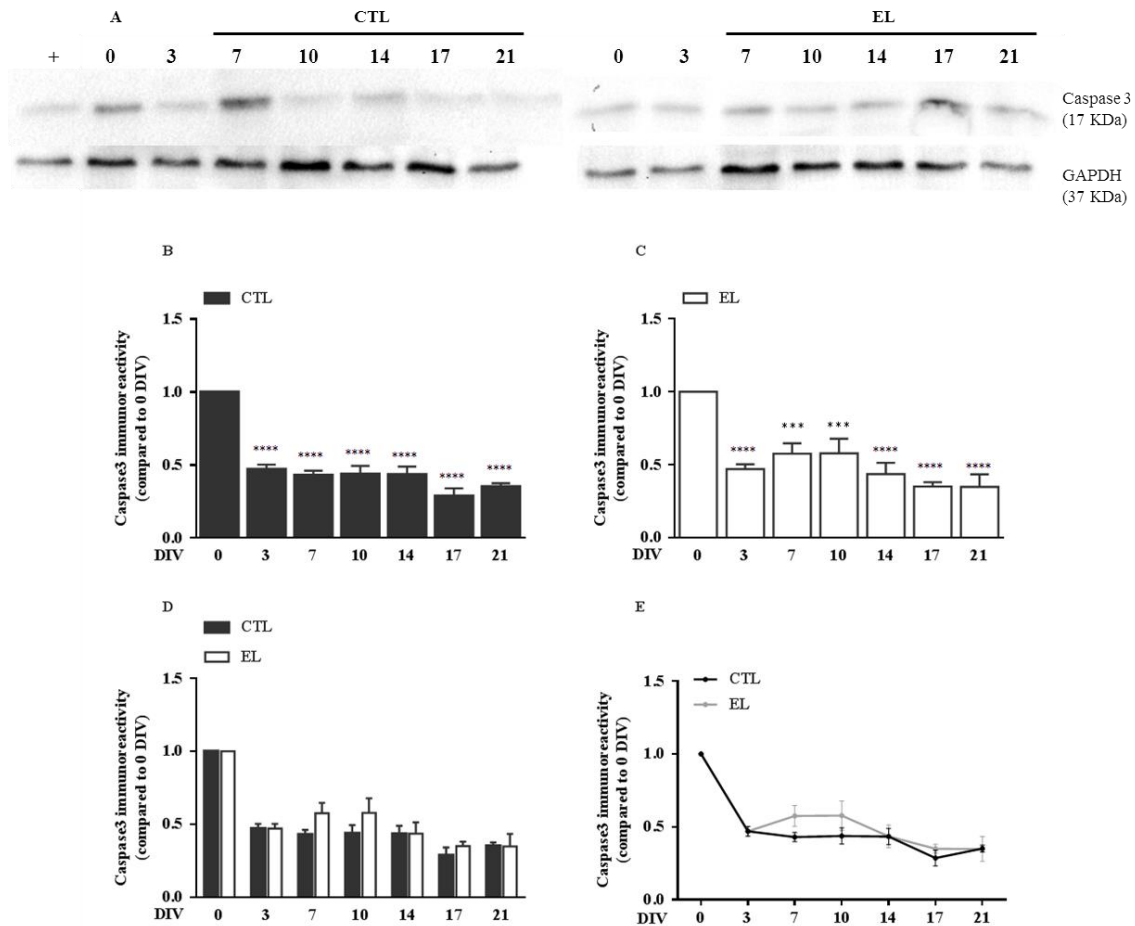 A CTL EL
+ 0 3 7 10 14 17 21 0 3 7 10 14 17 21
Caspase 3
(17 KDa)
GAPDH
(37 KDa)
B
CTL
Caspase3 immunoreactivity
(compared to 0 DIV)
1.5
1.0
0.5
0.0
**** **** **** **** **** ****
DIV 0 3 7 10 14 17 21
C
EL
Caspase3 immunoreactivity
(compared to 0 DIV)
1.5
1.0
0.5
0.0
**** *** *** **** **** ****
DIV 0 3 7 10 14 17 21
D
CTL
EL
Caspase3 immunoreactivity
(compared to 0 DIV)
1.5
1.0
0.5
0.0
DIV 0 3 7 10 14 17 21
E
CTL
EL
Caspase3 immunoreactivity
(compared to 0 DIV)
1.5
1.0
0.5
0.0
DIV 0 3 7 10 14 17 21